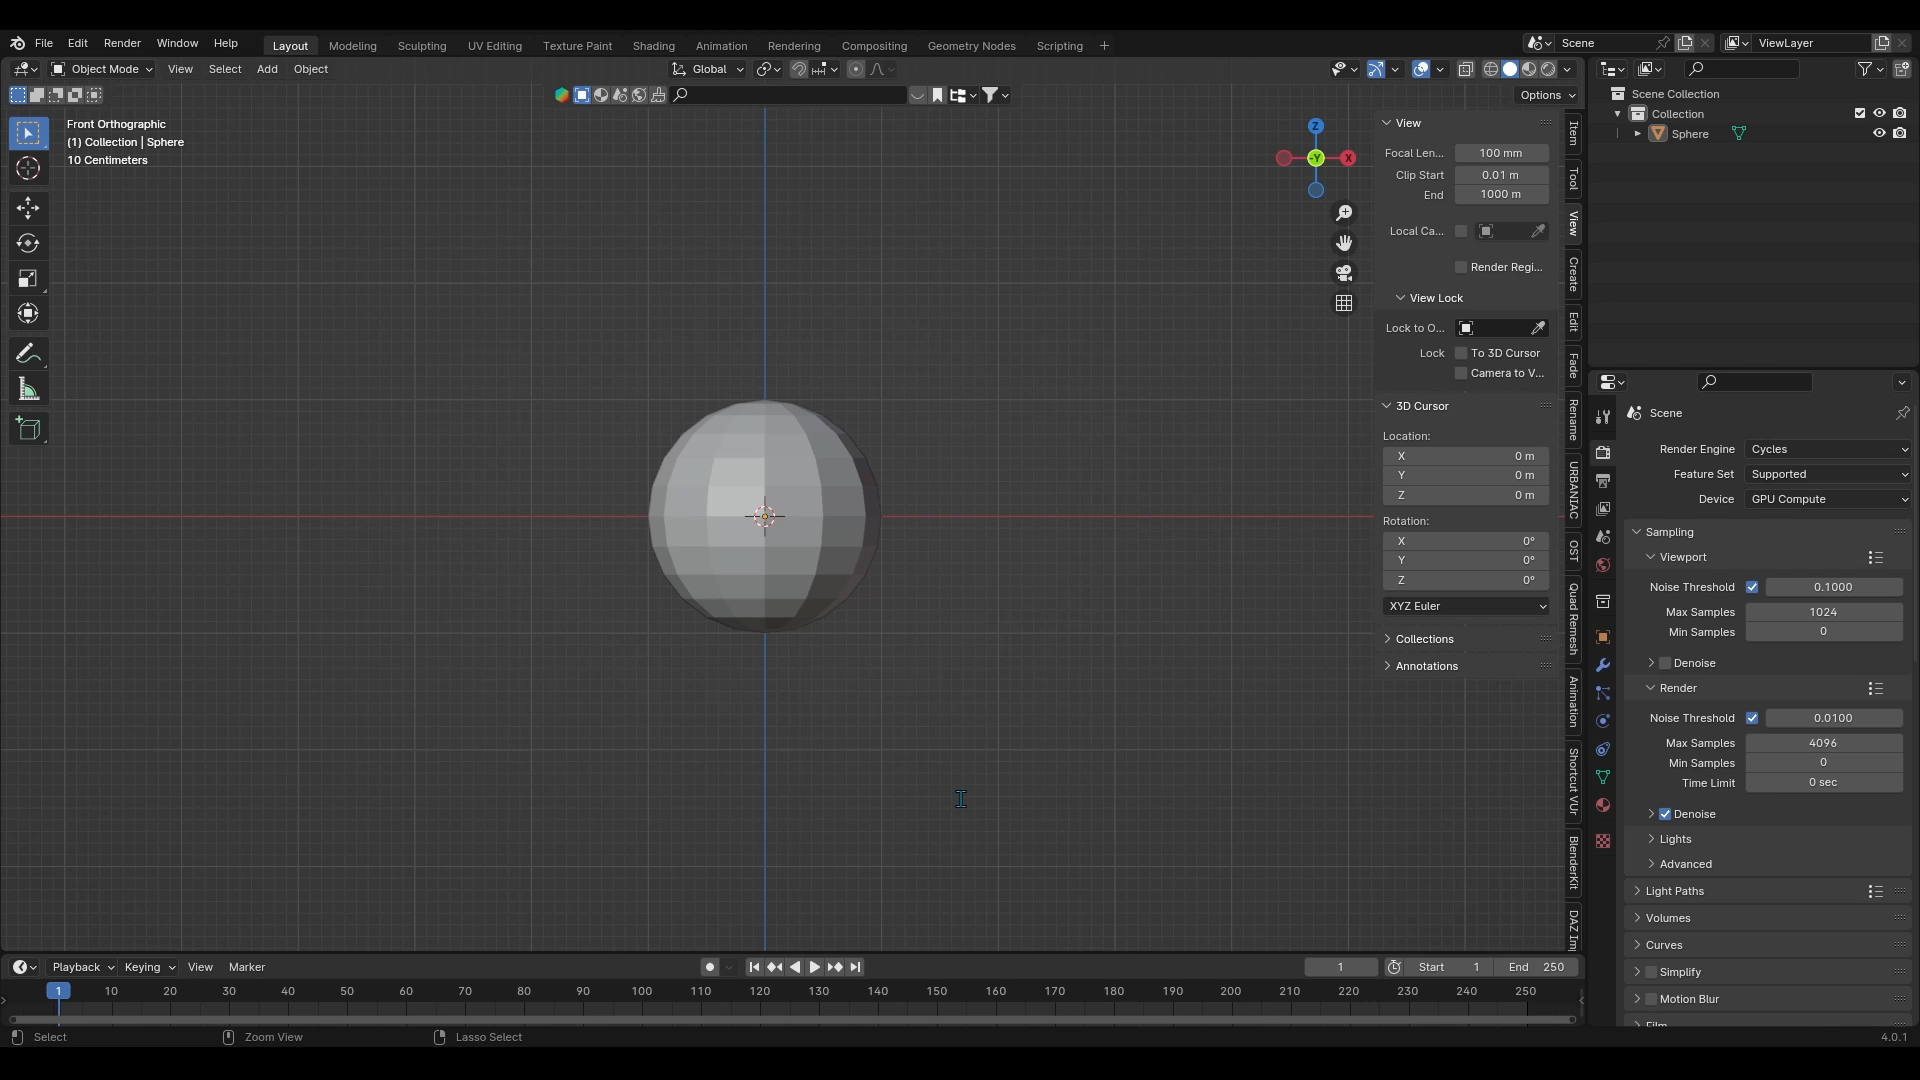 File Edit Render Window Help Layout Modeling Sculpting UV Editing Texture Paint Shading Animation Rendering Compositing Geometry Nodes Scripting + Scene ViewLayer
Object Mode View Select Add Object Global
Options
Front Orthographic
(1) Collection | Sphere
10 Centimeters
Z
-Y
X
View
Focal Len... 100 mm
Clip Start 0.01 m
End 1000 m
Local Ca...
Render Regi...
View Lock
Lock to O...
Lock To 3D Cursor
Camera to V...
3D Cursor
Location:
X 0 m
Y 0 m
Z 0 m
Rotation:
X 0°
Y 0°
Z 0°
XYZ Euler
Collections
Annotations
Item
Tool
View
Create
Edit
Fade
Rename
URBANIAC
OST
Quad Remesh
Animation
Shortcut VUr
BlenderKit
DAZ Im
Scene Collection
Collection
Sphere
Scene
Render Engine Cycles
Feature Set Supported
Device GPU Compute
Sampling
Viewport
Noise Threshold 0.1000
Max Samples 1024
Min Samples 0
Denoise
Render
Noise Threshold 0.0100
Max Samples 4096
Min Samples 0
Time Limit 0 sec
Denoise
Lights
Advanced
Light Paths
Volumes
Curves
Simplify
Motion Blur
Film
Playback Keying View Marker 1 Start 1 End 250
1 10 20 30 40 50 60 70 80 90 100 110 120 130 140 150 160 170 180 190 200 210 220 230 240 250
Select Zoom View Lasso Select 4.0.1